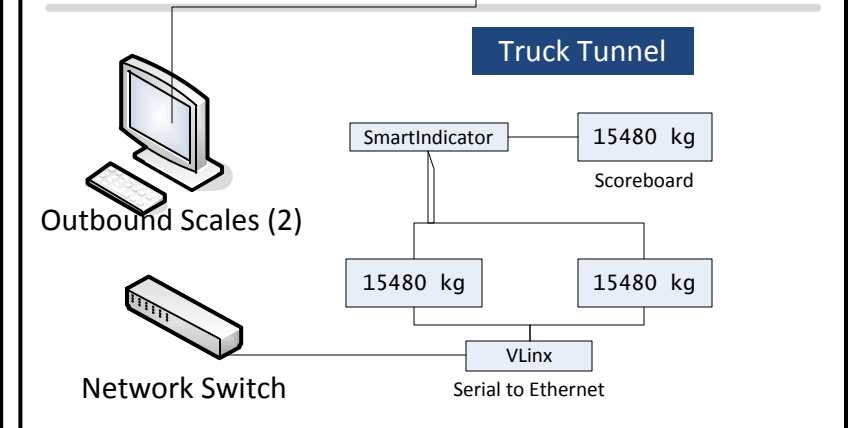 Truck Tunnel
SmartIndicator
15480 kg
Scoreboard
Outbound Scales (2)
15480 kg
15480 kg
VLinx
Network Switch
Serial to Ethernet